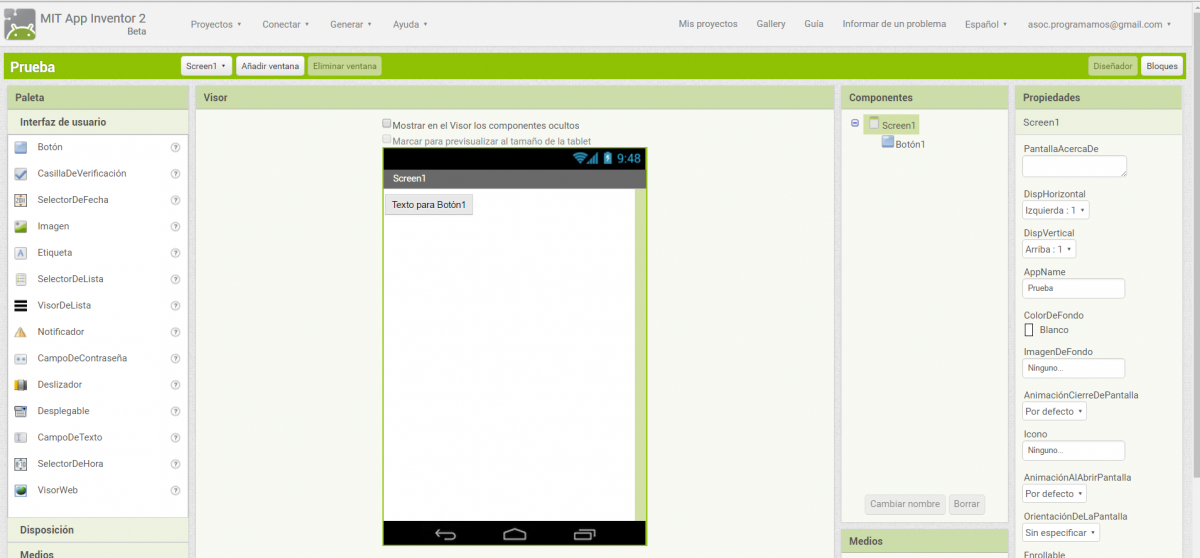 MIT App Inventor 2
Beta
Proyectos Conectar Generar Ayuda Mis proyectos Gallery Guía Informar de un problema Español asoc.programamos@gmail.com
Prueba Screen1 Añadir ventana Eliminar ventana Diseñador Bloques
Paleta
Interfaz de usuario
Botón ?
CasillaDeVerificación ?
SelectorDeFecha ?
Imagen ?
Etiqueta ?
SelectorDeLista ?
VisorDeLista ?
Notificador ?
CampoDeContraseña ?
Deslizador ?
Desplegable ?
CampoDeTexto ?
SelectorDeHora ?
VisorWeb ?
Disposición
Medios
Visor
Mostrar en el Visor los componentes ocultos
Marcar para previsualizar al tamaño de la tablet
9:48
Screen1
Texto para Botón1
Componentes
Screen1
Botón1
Cambiar nombre Borrar
Medios
Propiedades
Screen1
PantallaAcercaDe
DispHorizontal
Izquierda : 1
DispVertical
Arriba : 1
AppName
Prueba
ColorDeFondo
Blanco
ImagenDeFondo
Ninguno...
AnimaciónCierreDePantalla
Por defecto
Icono
Ninguno...
AnimaciónAlAbrirPantalla
Por defecto
OrientaciónDeLaPantalla
Sin especificar
Enrollable